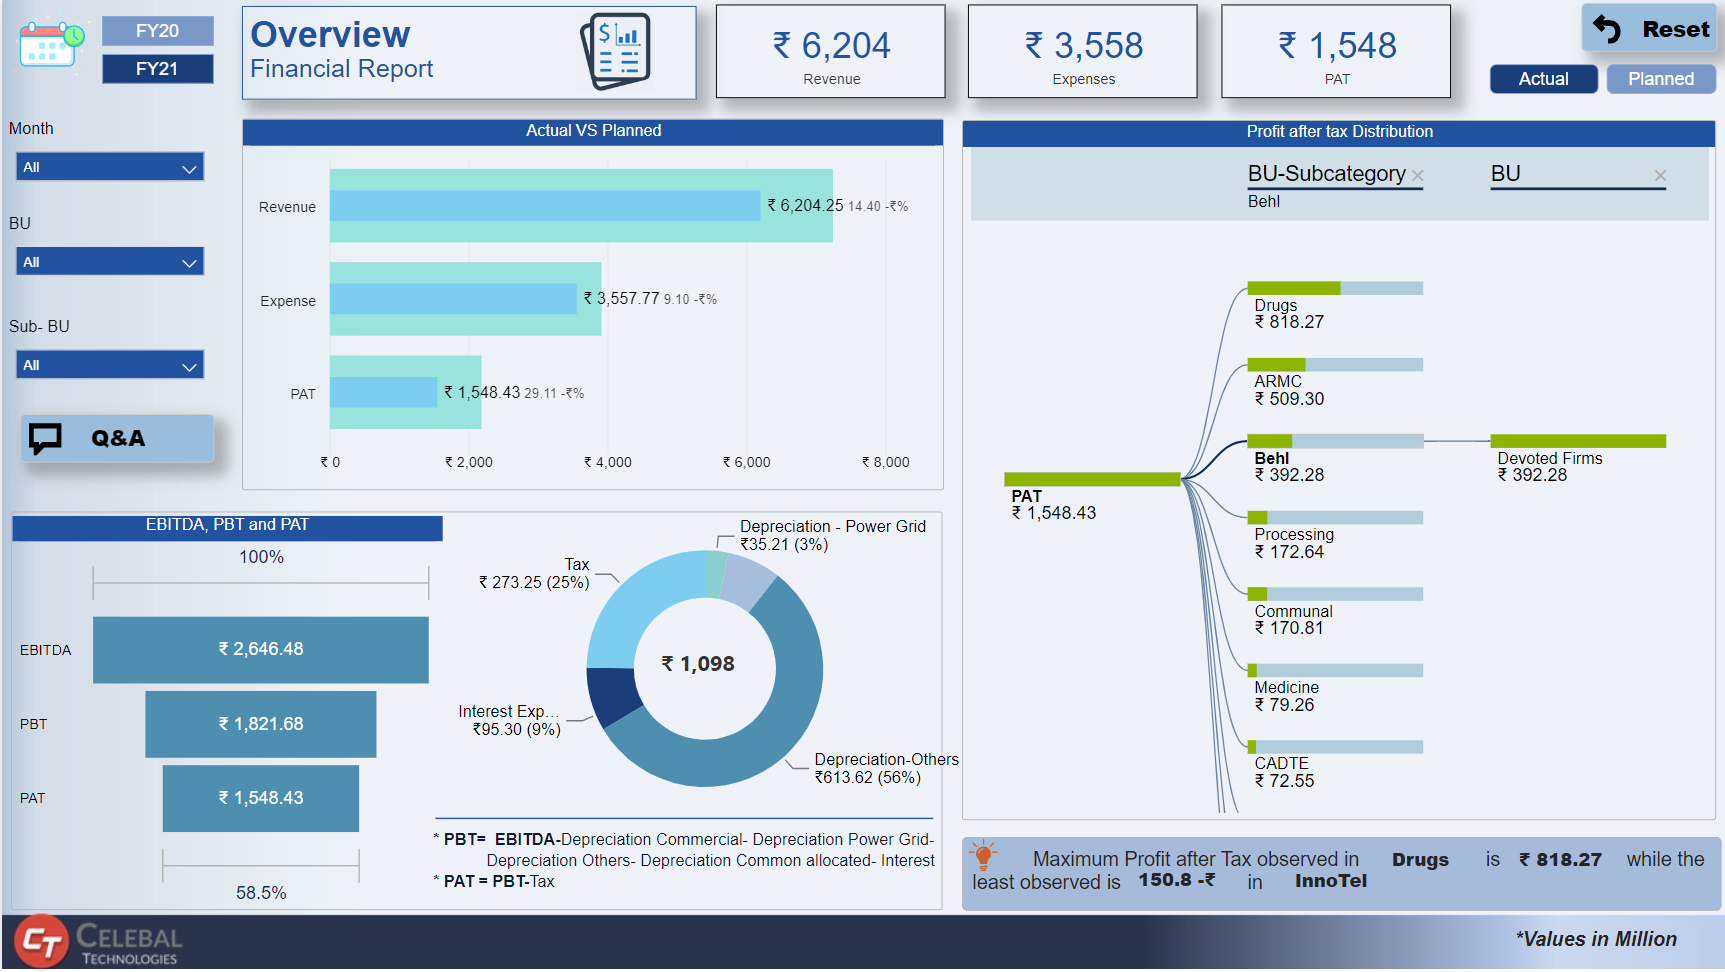 FY20
FY21
Overview
Financial Report
$
₹ 6,204
Revenue
₹ 3,558
Expenses
₹ 1,548
PAT
Reset
Actual
Planned
Month
All
BU
All
Sub- BU
All
Q&A
Actual VS Planned
Revenue
₹ 6,204.25 14.40 -₹%
Expense
₹ 3,557.77 9.10 -₹%
PAT
₹ 1,548.43 29.11 -₹%
₹ 0
₹ 2,000
₹ 4,000
₹ 6,000
₹ 8,000
Profit after tax Distribution
BU-Subcategory
Behl
BU
PAT
₹ 1,548.43
Drugs
₹ 818.27
ARMC
₹ 509.30
Behl
₹ 392.28
Devoted Firms
₹ 392.28
Processing
₹ 172.64
Communal
₹ 170.81
Medicine
₹ 79.26
CADTE
₹ 72.55
EBITDA, PBT and PAT
100%
EBITDA
₹ 2,646.48
PBT
₹ 1,821.68
PAT
₹ 1,548.43
58.5%
Depreciation - Power Grid
₹35.21 (3%)
Tax
₹ 273.25 (25%)
₹ 1,098
Interest Exp...
₹95.30 (9%)
Depreciation-Others
₹613.62 (56%)
* PBT= EBITDA-Depreciation Commercial- Depreciation Power Grid-
Depreciation Others- Depreciation Common allocated- Interest
* PAT = PBT-Tax
Maximum Profit after Tax observed in Drugs is ₹ 818.27 while the
least observed is 150.8 -₹ in InnoTel
CT CELEBAL
TECHNOLOGIES
*Values in Million